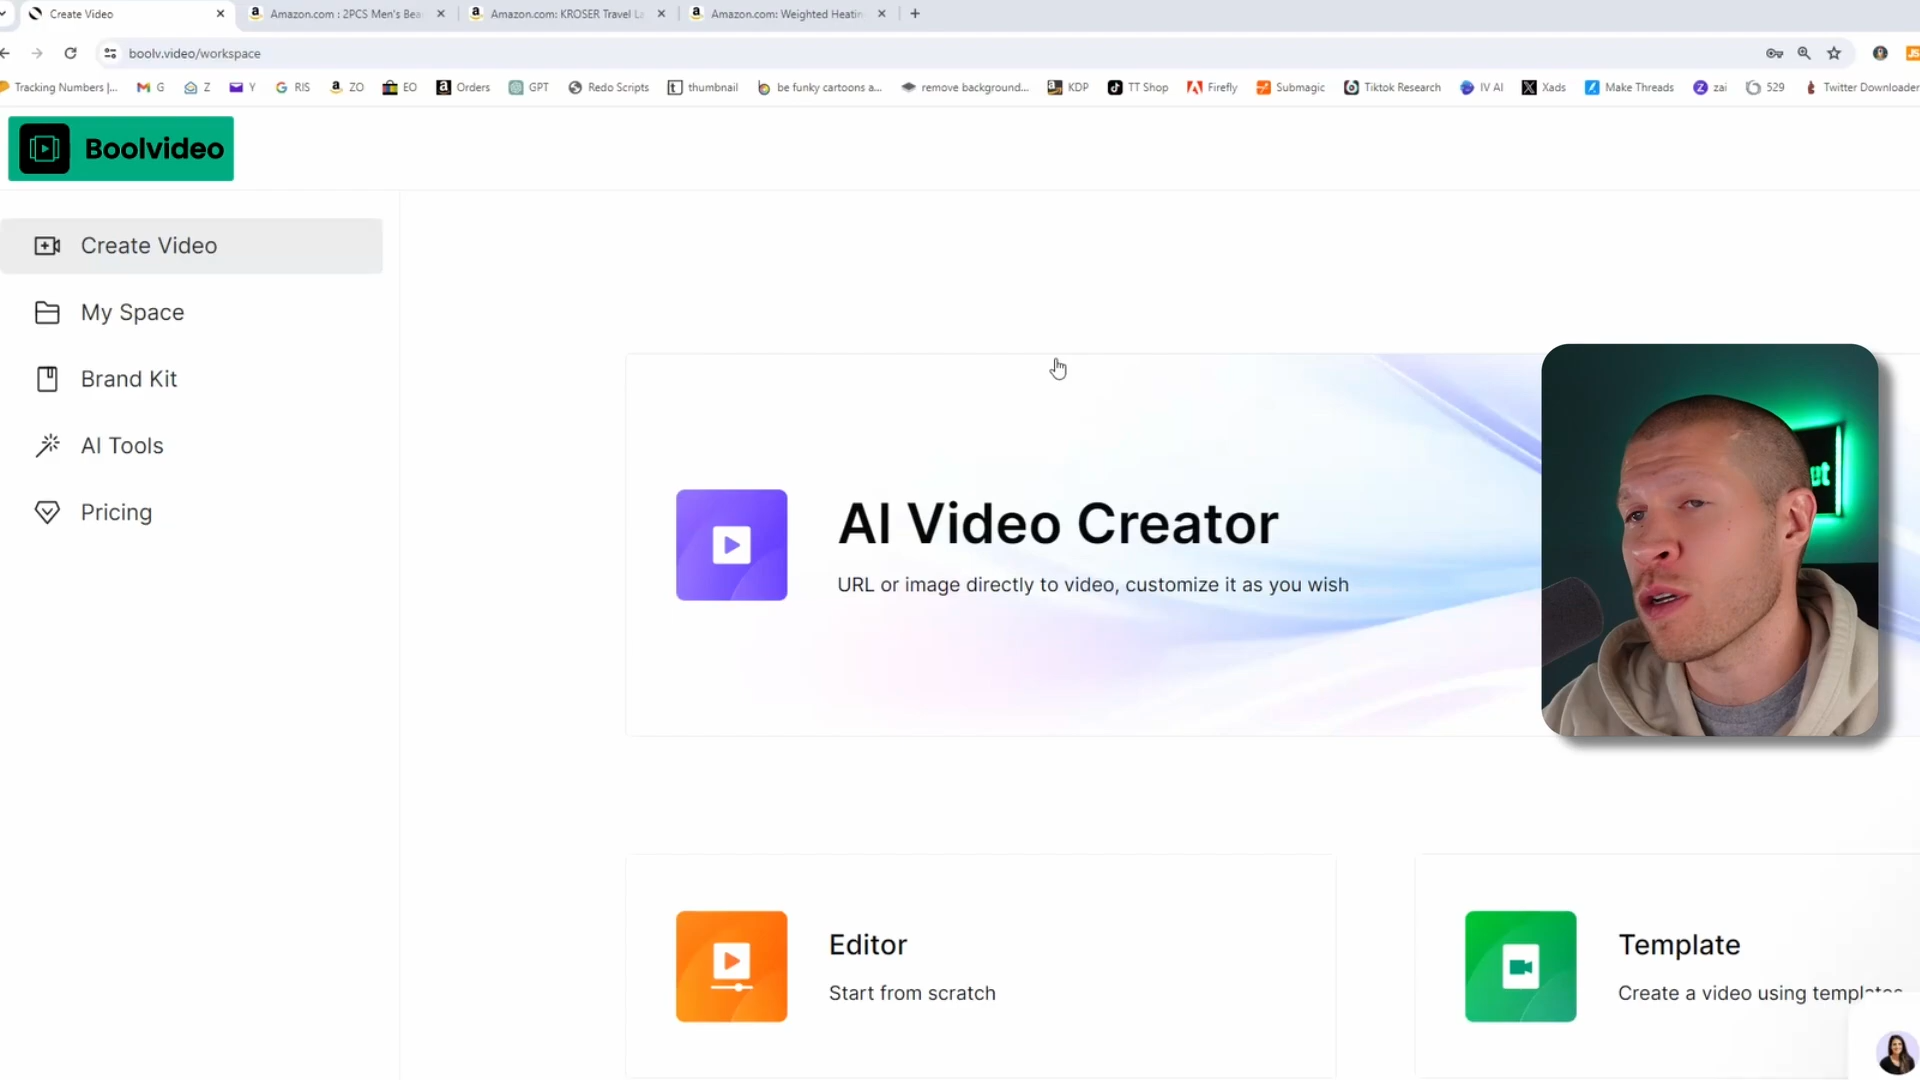 Create Video
Amazon.com : 2PCS Men's Bea
Amazon.com: KROSER Travel La
Amazon.com: Weighted Heatin
boolv.video/workspace
Tracking Numbers |...
G
Z
Y
RIS
ZO
EO
Orders
GPT
Redo Scripts
thumbnail
be funky cartoons a...
remove background...
KDP
TT Shop
Firefly
Submagic
Tiktok Research
IV AI
Xads
Make Threads
zai
529
Twitter Downloader
Boolvideo
Create Video
My Space
Brand Kit
AI Tools
Pricing
AI Video Creator
URL or image directly to video, customize it as you wish
Editor
Start from scratch
Template
Create a video using templates